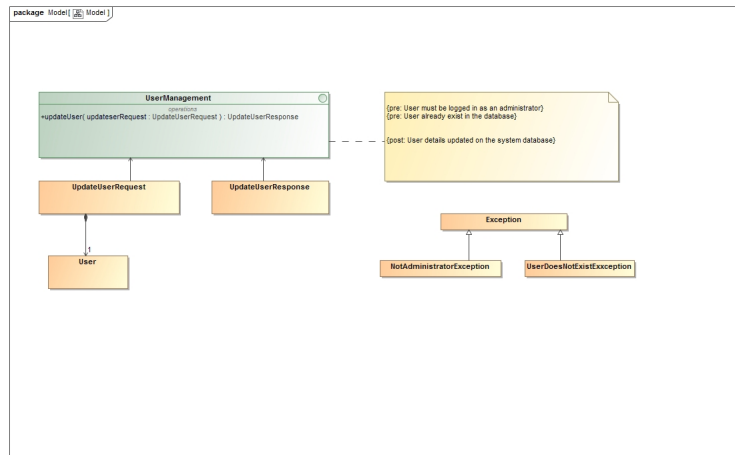 package Model[ Model ]
UserManagement
operations
+updateUser( updateserRequest : UpdateUserRequest ) : UpdateUserResponse
{pre: User must be logged in as an administrator}
{pre: User already exist in the database}
{post: User details updated on the system database}
UpdateUserRequest
UpdateUserResponse
Exception
1
User
NotAdministratorException
UserDoesNotExistExxception